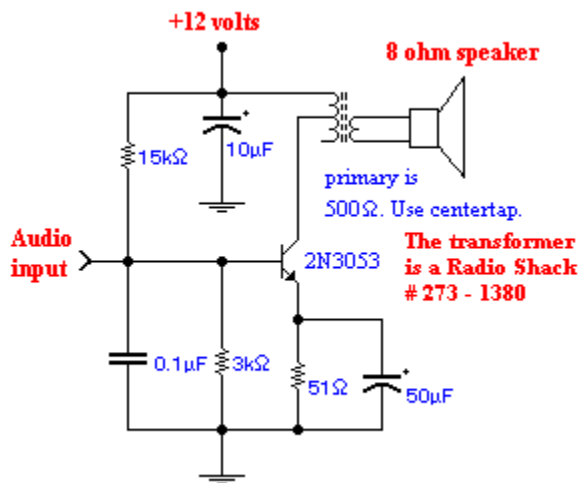 +12 volts
8 ohm speaker
+
15kΩ
10µF
primary is
500Ω. Use centertap.
Audio
input
2N3053
The transformer
is a Radio Shack
# 273 - 1380
0.1µF
3kΩ
51Ω
+
50µF